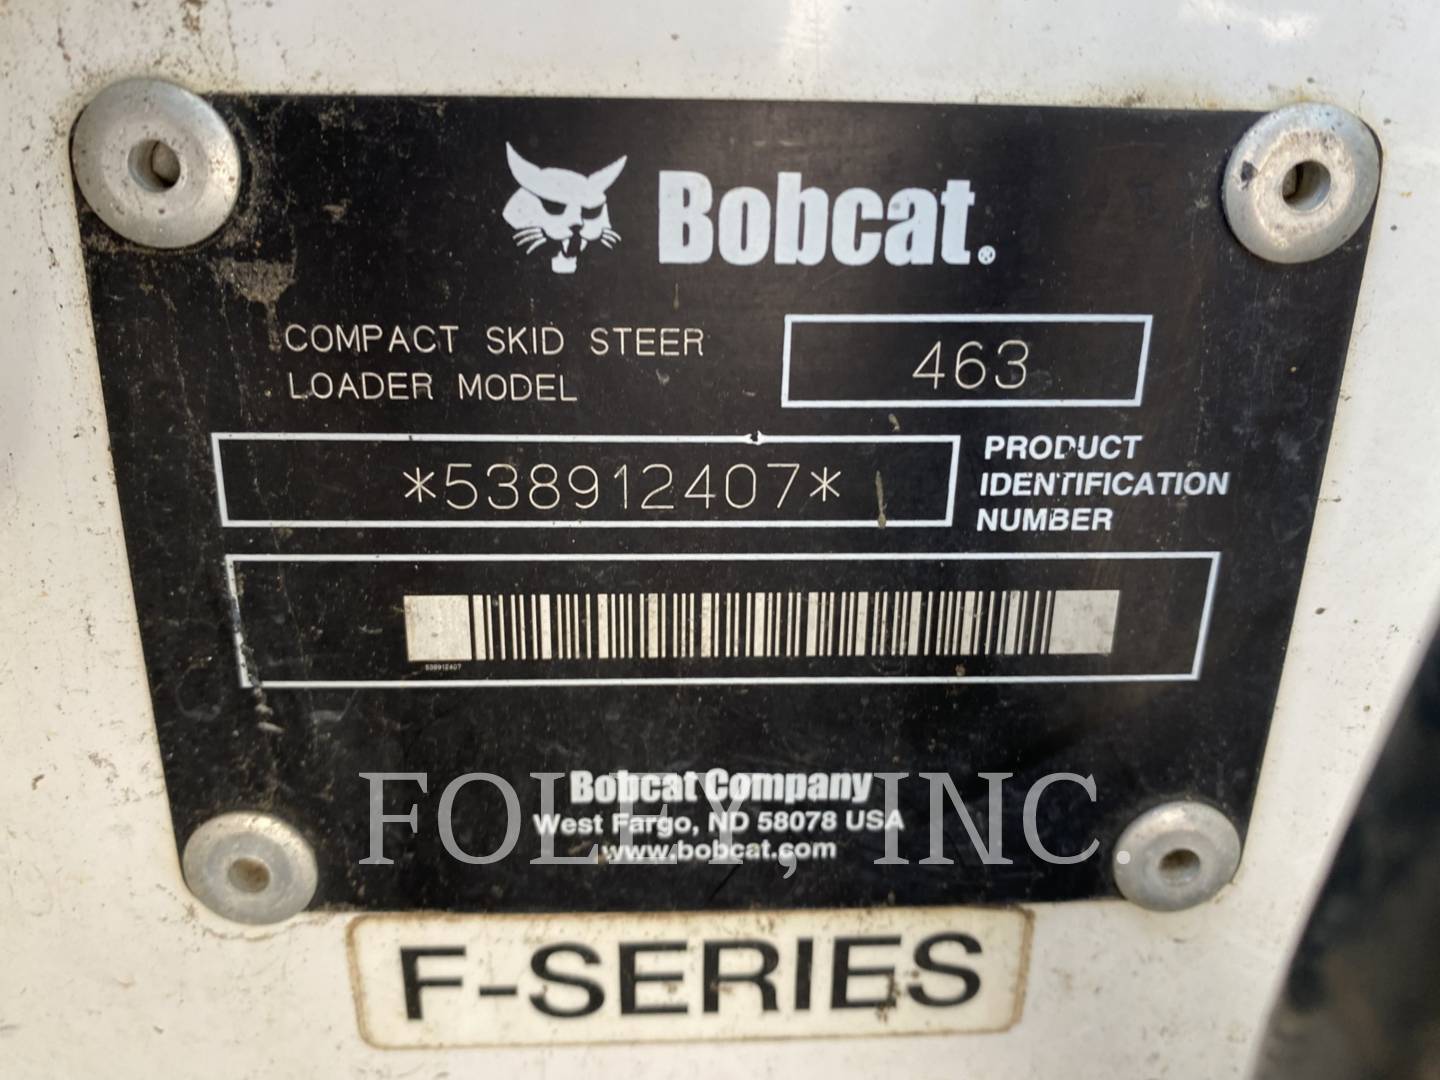 Bobcat.®
COMPACT SKID STEER
LOADER MODEL
463
*538912407*
PRODUCT
IDENTIFICATION
NUMBER
538912407
Bobcat Company
West Fargo, ND 58078 USA
www.bobcat.com
FOLEY, INC.
F-SERIES